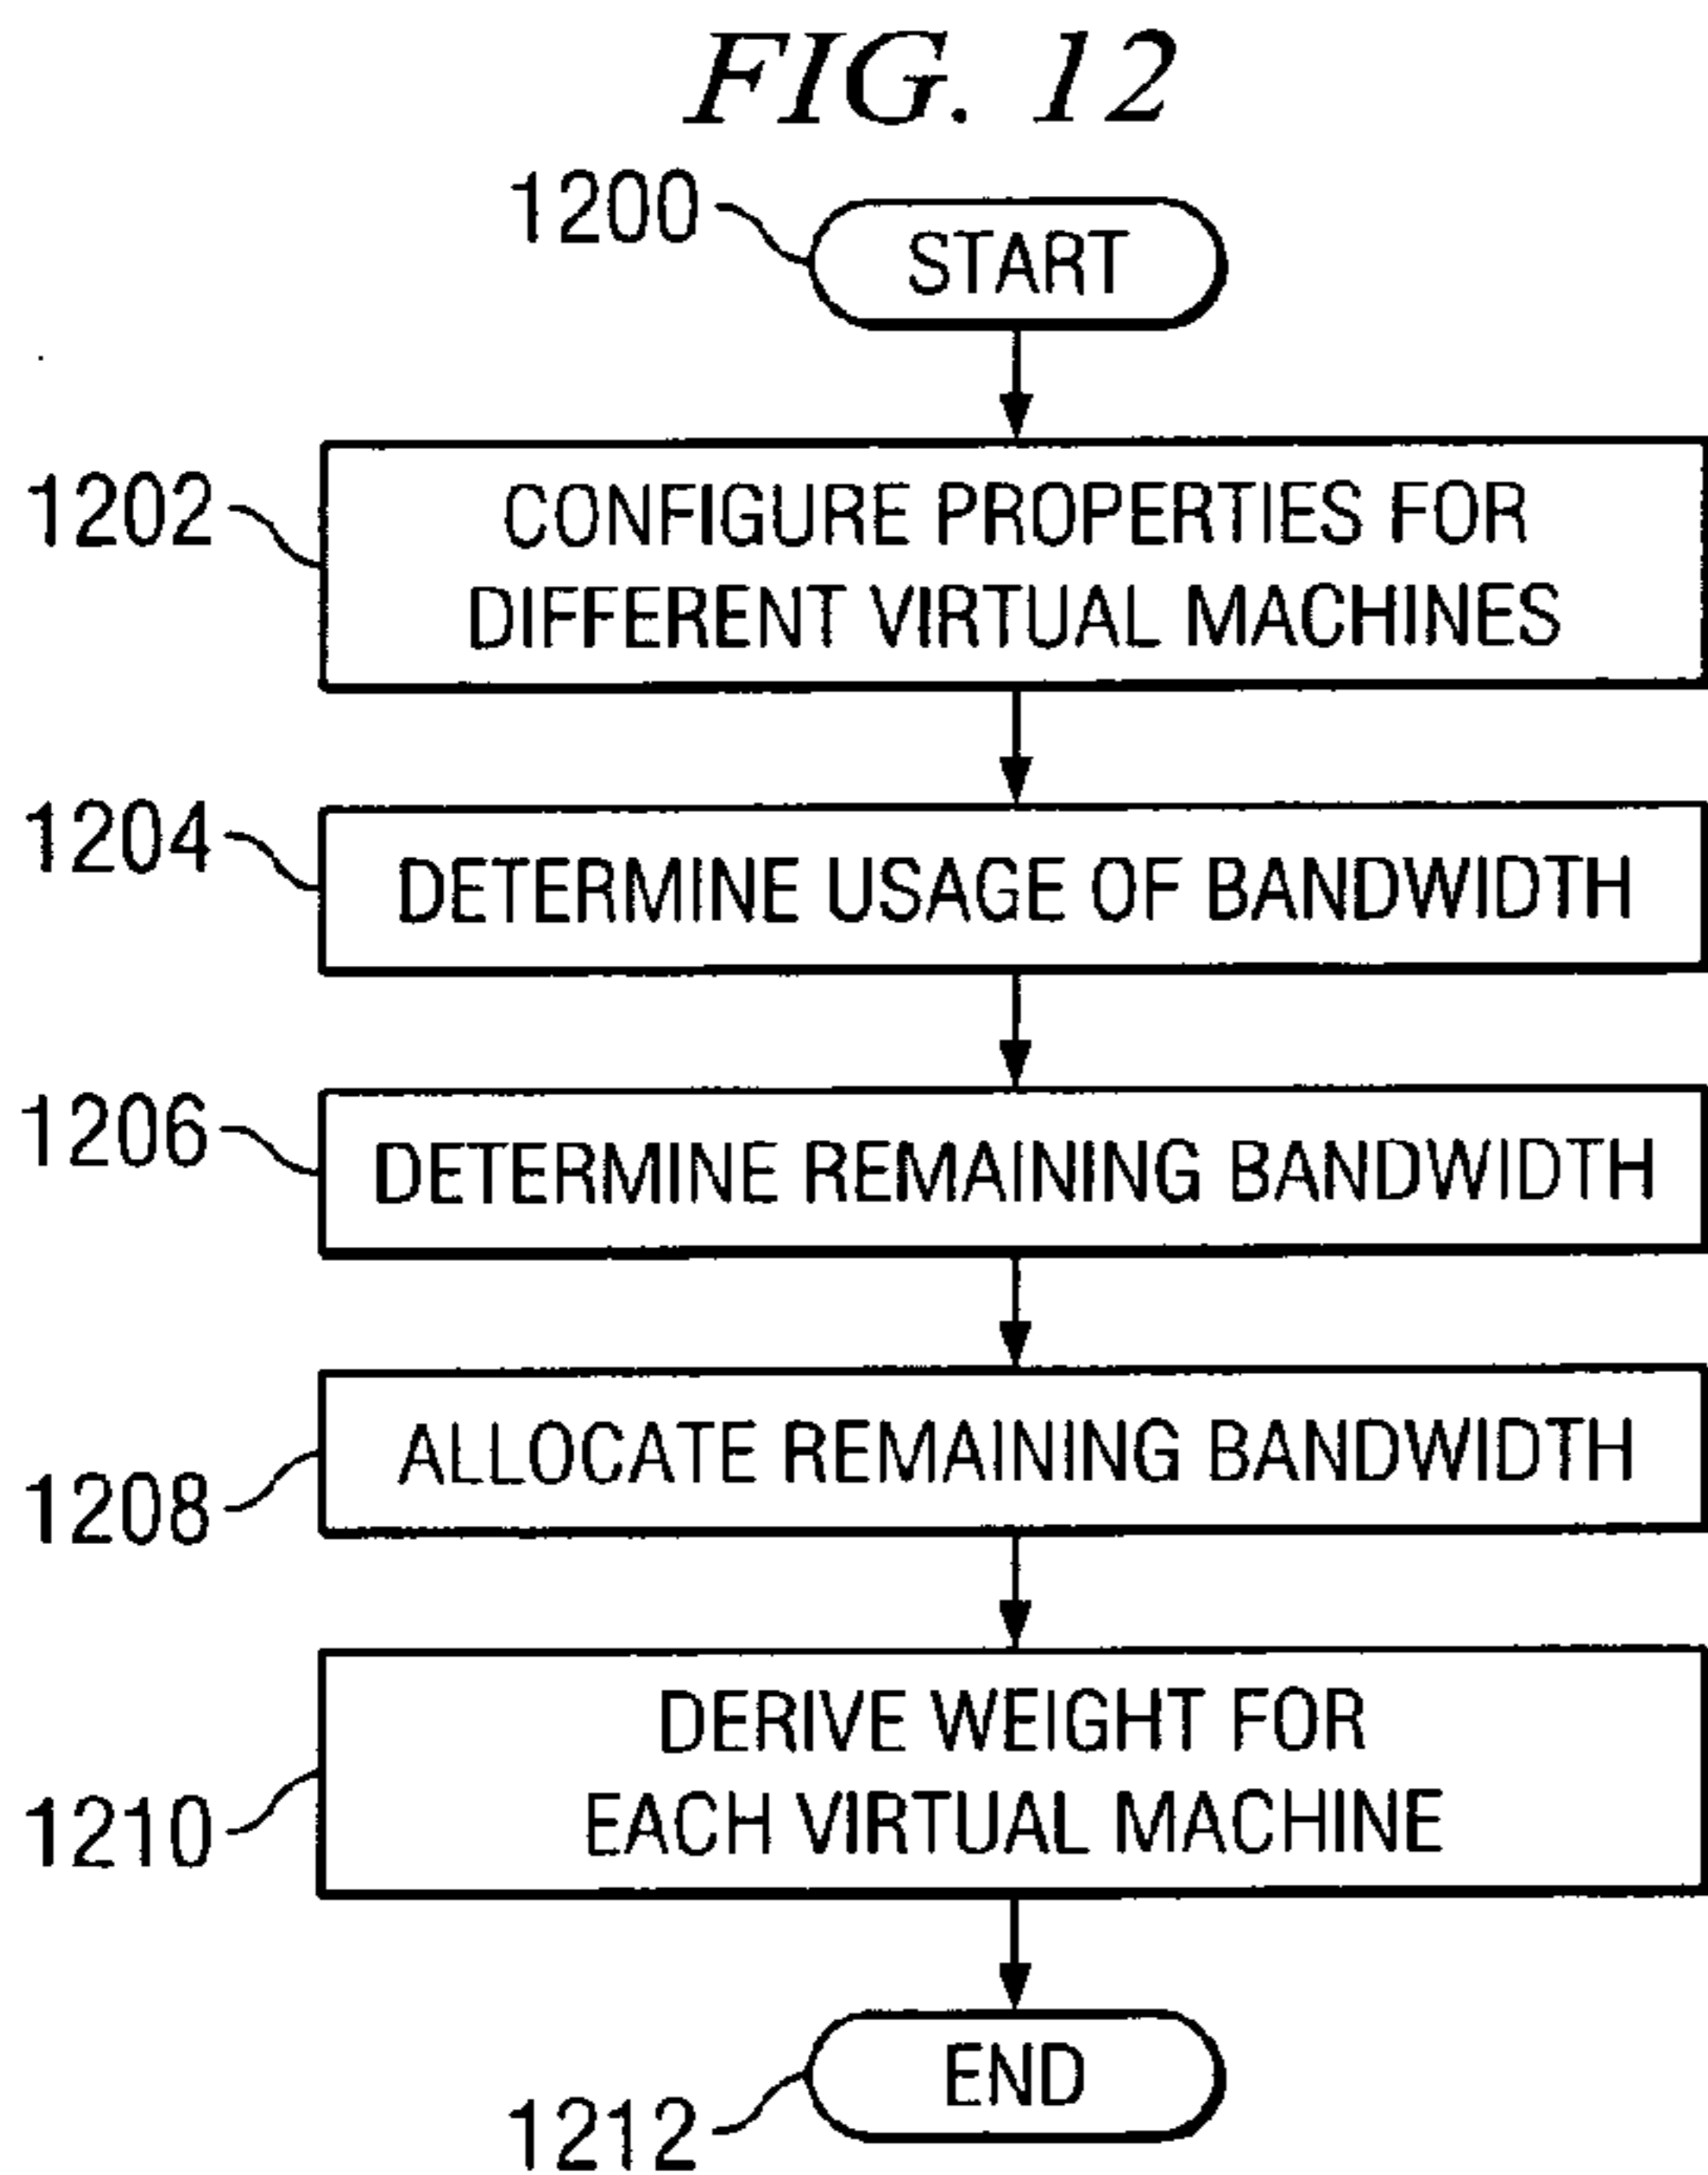 FIG. 12
1200
START
1202
CONFIGURE PROPERTIES FOR
DIFFERENT VIRTUAL MACHINES
1204
DETERMINE USAGE OF BANDWIDTH
1206
DETERMINE REMAINING BANDWIDTH
1208
ALLOCATE REMAINING BANDWIDTH
1210
DERIVE WEIGHT FOR
EACH VIRTUAL MACHINE
1212
END